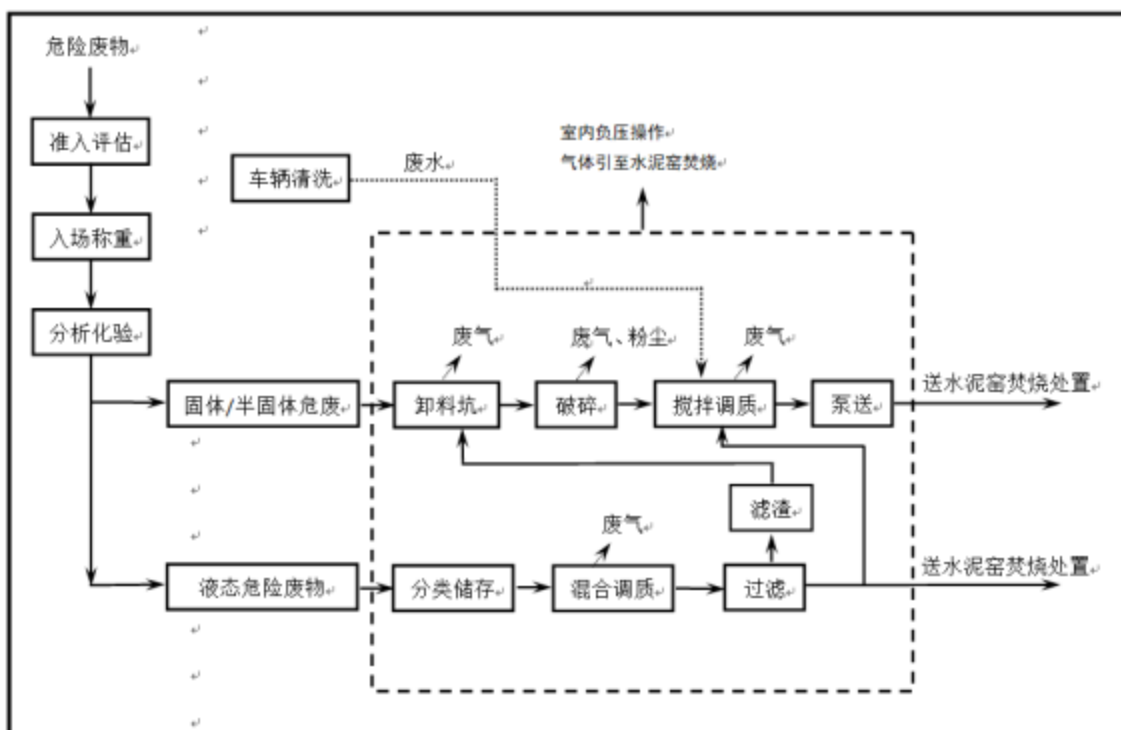 危险废物
准入评估
入场称重
分析化验
车辆清洗
废水
室内负压操作
气体引至水泥窑焚烧
废气
废气、粉尘
废气
固体/半固体危废
卸料坑
破碎
搅拌调质
泵送
送水泥窑焚烧处置
滤渣
废气
液态危险废物
分类储存
混合调质
过滤
送水泥窑焚烧处置